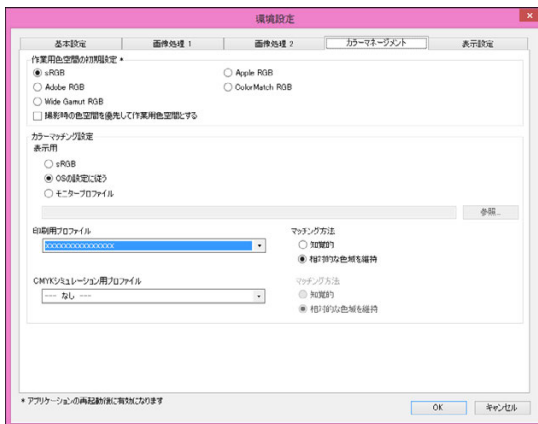 環境設定
基本設定 画像処理 1 画像処理 2 カラーマネージメント 表示設定
作業用色空間の初期設定 *
sRGB Apple RGB
Adobe RGB ColorMatch RGB
Wide Gamut RGB
撮影時の色空間を優先して作業用色空間とする
カラーマッチング設定
表示用
sRGB
OSの設定に従う
モニタープロファイル
参照...
印刷用プロファイル マッチング方法
XXXXXXXXXXXXXXX 知覚的
相対的な色域を維持
CMYKシミュレーション用プロファイル マッチング方法
--- なし --- 知覚的
相対的な色域を維持
* アプリケーションの再起動後に有効になります
OK キャンセル